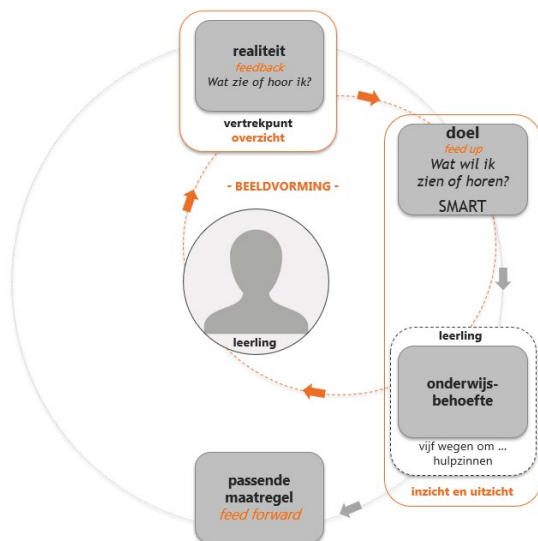 realiteit
feedback
Wat zie of hoor ik?
vertrekpunt
overzicht
doel
feed up
Wat wil ik
zien of horen?
SMART
- BEELDVORMING -
leerling
leerling
onderwijs-
behoefte
vijf wegen om ...
hulpzinnen
inzicht en uitzicht
passende
maatregel
feed forward